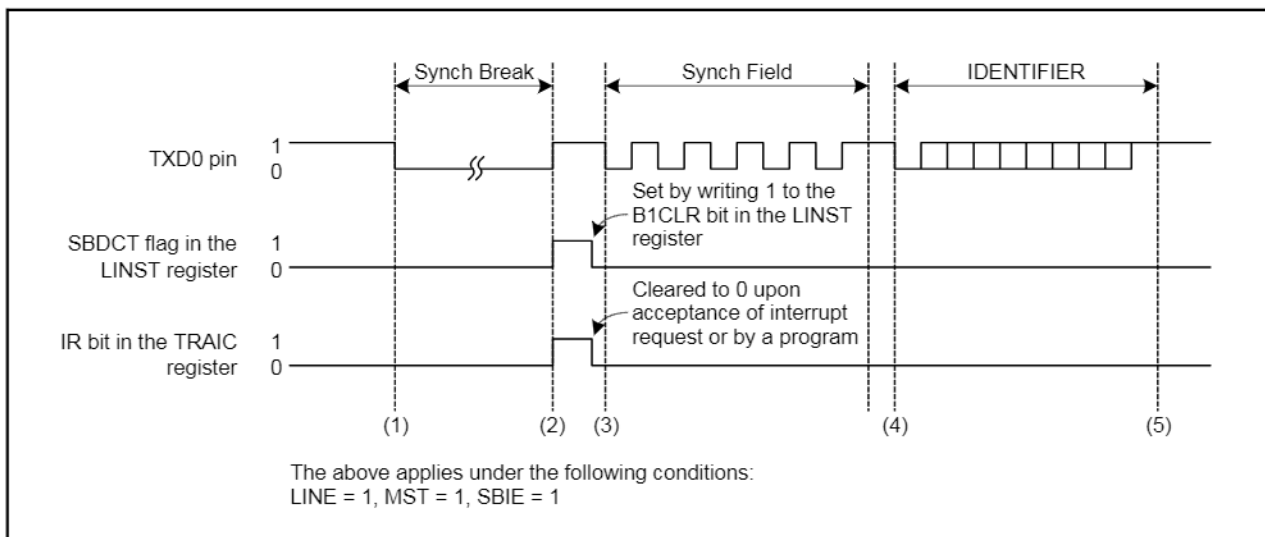 Synch Break
Synch Field
IDENTIFIER
TXD0 pin
1
0
Set by writing 1 to the
B1CLR bit in the LINST
register
SBDCT flag in the
LINST register
1
0
Cleared to 0 upon
acceptance of interrupt
request or by a program
IR bit in the TRAIC
register
1
0
(1)
(2)
(3)
(4)
(5)
The above applies under the following conditions:
LINE = 1, MST = 1, SBIE = 1